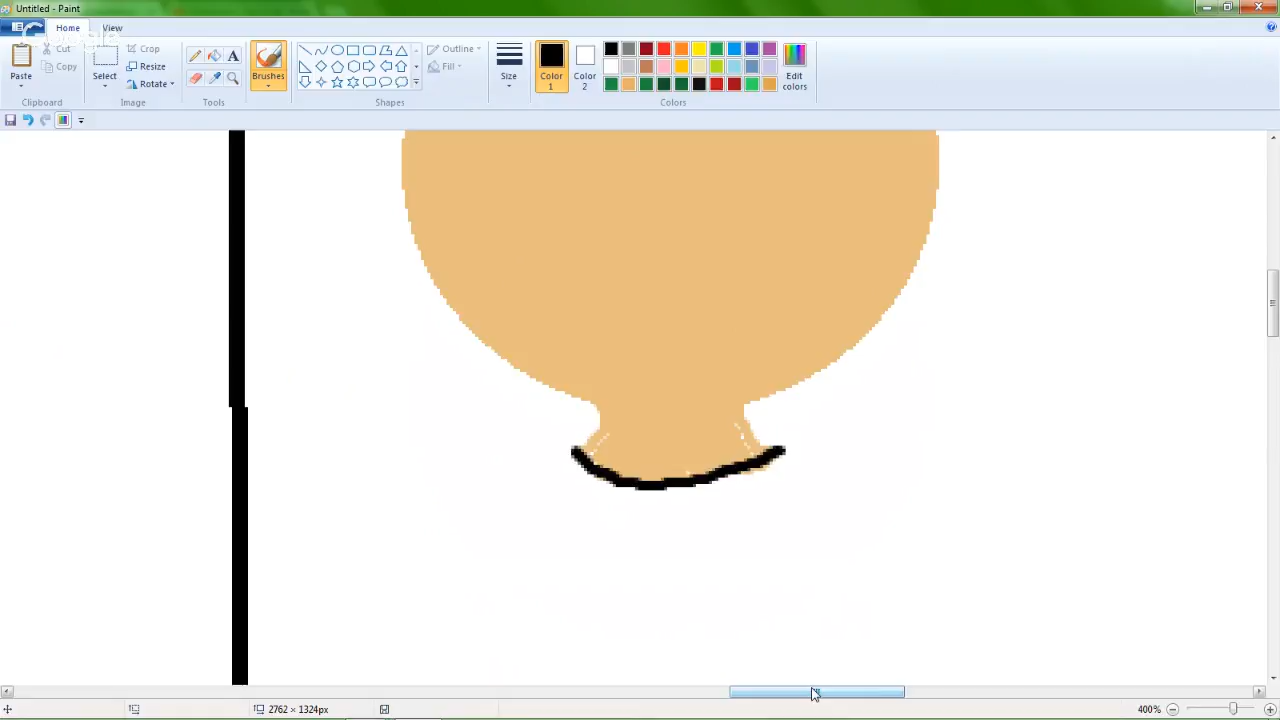 Untitled - Paint
Home View
Paste
Cut
Copy
Clipboard
Select
Crop
Resize
Rotate
Image
A
Tools
Brushes
Shapes
Outline
Fill
Size
Color 1
Color 2
Edit colors
Colors
2762 × 1324px
400%